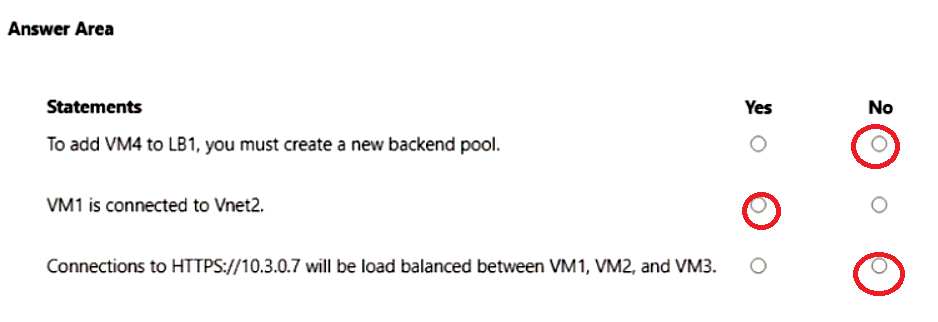 Answer Area
Statements Yes No
To add VM4 to LB1, you must create a new backend pool.
VM1 is connected to Vnet2.
Connections to HTTPS://10.3.0.7 will be load balanced between VM1, VM2, and VM3.